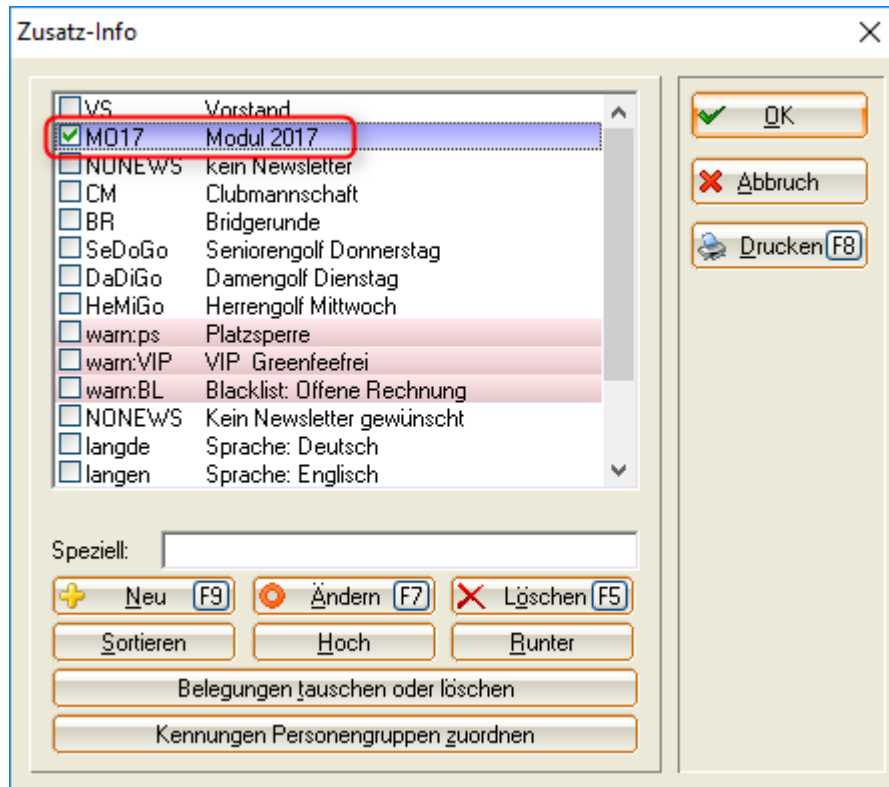 Zusatz-Info
VS Vorstand
MO17 Modul 2017
NONEWS kein Newsletter
CM Clubmannschaft
BR Bridgerunde
SeDoGo Seniorengolf Donnerstag
DaDiGo Damengolf Dienstag
HeMiGo Herrengolf Mittwoch
warn:ps Platzsperre
warn:VIP VIP Greenfeefrei
warn:BL Blacklist: Offene Rechnung
NONEWS Kein Newsletter gewünscht
langde Sprache: Deutsch
langen Sprache: Englisch
Speziell:
Neu F9 Ändern F7 Löschen F5
Sortieren Hoch Runter
Belegungen tauschen oder löschen
Kennungen Personengruppen zuordnen
OK
Abbruch
Drucken F8